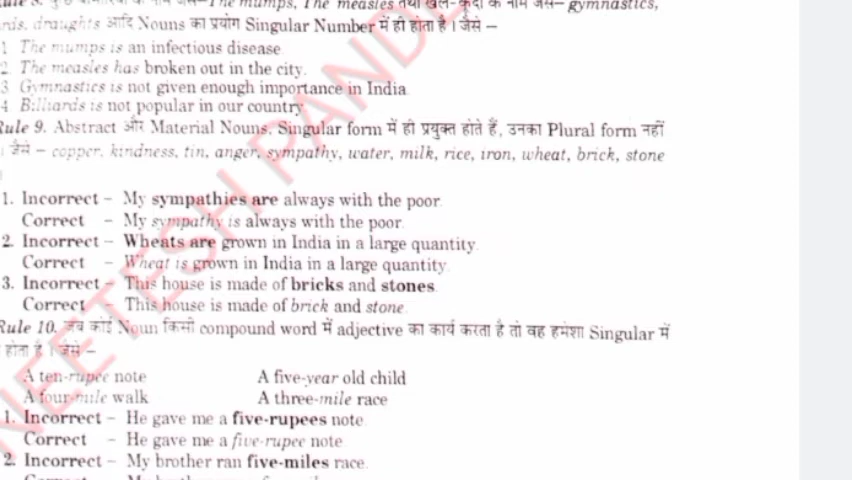 The mumps, The measles तथा खेल-कूदों के नाम जैसे– gymnastics,
draughts आदि Nouns का प्रयोग Singular Number में ही होता है। जैसे –
1 The mumps is an infectious disease
2. The measles has broken out in the city.
3 Gymnastics is not given enough importance in India
4 Billiards is not popular in our country
Rule 9. Abstract और Material Nouns, Singular form में ही प्रयुक्त होते हैं, उनका Plural form नहीं
। जैसे – copper, kindness, tin, anger, sympathy, water, milk, rice, iron, wheat, brick, stone
1. Incorrect – My sympathies are always with the poor.
Correct – My sympathy is always with the poor.
2. Incorrect – Wheats are grown in India in a large quantity.
Correct – Wheat is grown in India in a large quantity.
3. Incorrect – This house is made of bricks and stones.
Correct – This house is made of brick and stone.
Rule 10. जब कोई Noun किसी compound word में adjective का कार्य करता है तो वह हमेशा Singular में
होता है। जैसे –
A ten-rupee note A five-year old child
A four-mile walk A three-mile race
1. Incorrect – He gave me a five-rupees note.
Correct – He gave me a five-rupee note.
2. Incorrect – My brother ran five-miles race.
NEETESH PANDEY